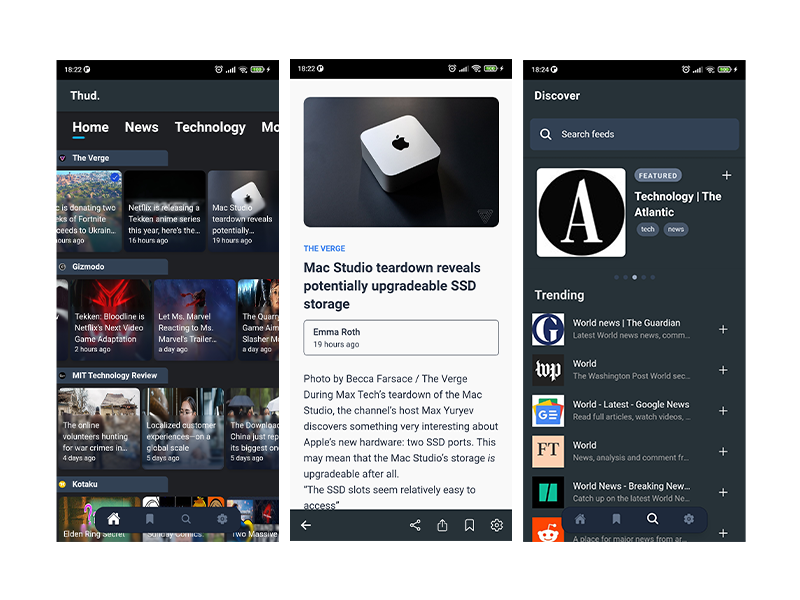 18:22
Thud.
Home News Technology Mo
The Verge
c is donating two
eks of Fortnite
ceeds to Ukrain...
hours ago
Netflix is releasing a
Tekken anime series
this year, here's the...
16 hours ago
Mac Studio
teardown reveals
potentially...
19 hours ago
Gizmodo
Tekken: Bloodline is
Netflix's Next Video
Game Adaptation
2 hours ago
Let Ms. Marvel
Reacting to Ms.
Marvel's Trailer...
a day ago
The Quarry
Game Aim
Slasher Mo
a day ago
MIT Technology Review
The online
volunteers hunting
for war crimes in...
4 days ago
Localized customer
experiences—on a
global scale
5 days ago
The Download
China just rep
its biggest on
5 days ago
Kotaku
Elden Ring Secret
Sunday Comics:
Two Massive
18:22
100
THE VERGE
Mac Studio teardown reveals
potentially upgradeable SSD
storage
Emma Roth
19 hours ago
Photo by Becca Farsace / The Verge
During Max Tech's teardown of the Mac
Studio, the channel's host Max Yuryev
discovers something very interesting about
Apple's new hardware: two SSD ports. This
may mean that the Mac Studio's storage is
upgradeable after all.
"The SSD slots seem relatively easy to
access"
18:24
100
Discover
Search feeds
A
FEATURED
Technology | The
Atlantic
tech news
Trending
G
World news | The Guardian
Latest World news news, comm...
wp
World
The Washington Post World sec...
GE
World - Latest - Google News
Read full articles, watch videos, ...
FT
World
News, analysis and comment fr...
World News - Breaking New...
Catch up on the latest World Ne...
A place for major news from ar...